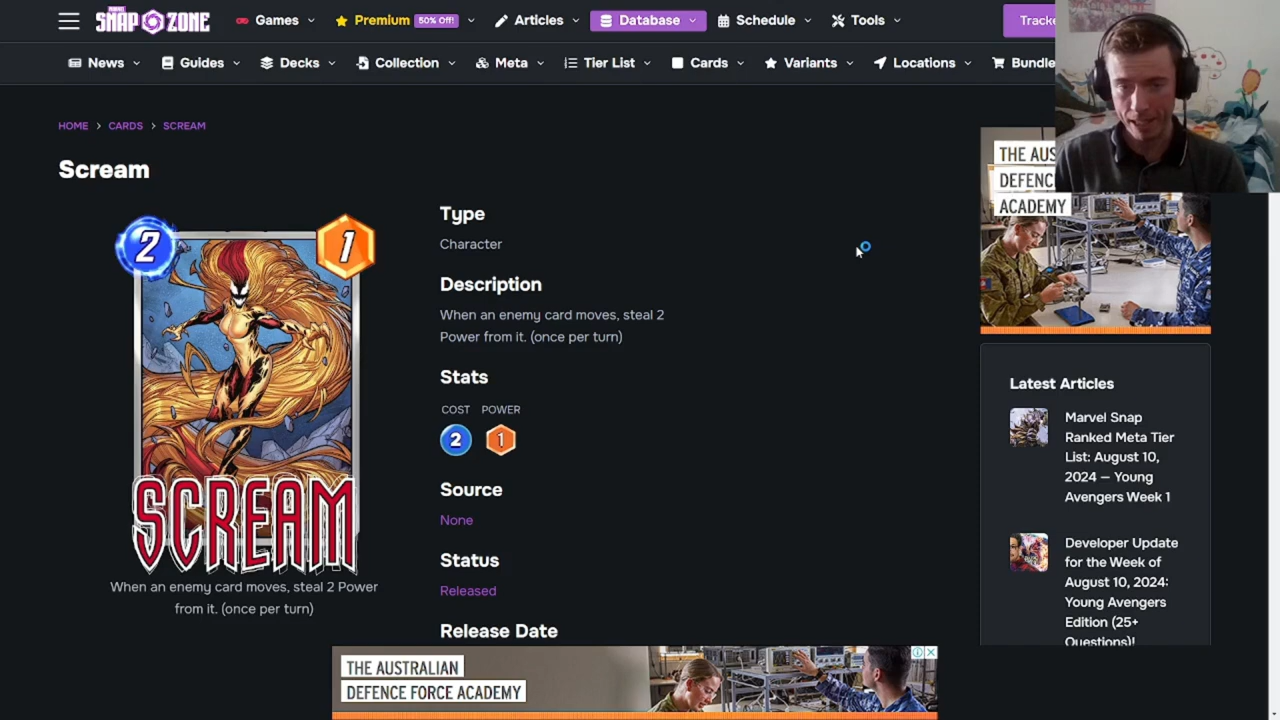 MARVEL
SNAP ZONE
Games
Premium 50% Off!
Articles
Database
Schedule
Tools
Tracke
News
Guides
Decks
Collection
Meta
Tier List
Cards
Variants
Locations
Bundle
HOME > CARDS > SCREAM
Scream
2
1
SCREAM
When an enemy card moves, steal 2 Power
from it. (once per turn)
Type
Character
Description
When an enemy card moves, steal 2
Power from it. (once per turn)
Stats
COST POWER
2 1
Source
None
Status
Released
Release Date
THE AUS
DEFENC
ACADEMY
Latest Articles
Marvel Snap
Ranked Meta Tier
List: August 10,
2024 — Young
Avengers Week 1
Developer Update
for the Week of
August 10, 2024:
Young Avengers
Edition (25+
Questions)!
THE AUSTRALIAN
DEFENCE FORCE ACADEMY